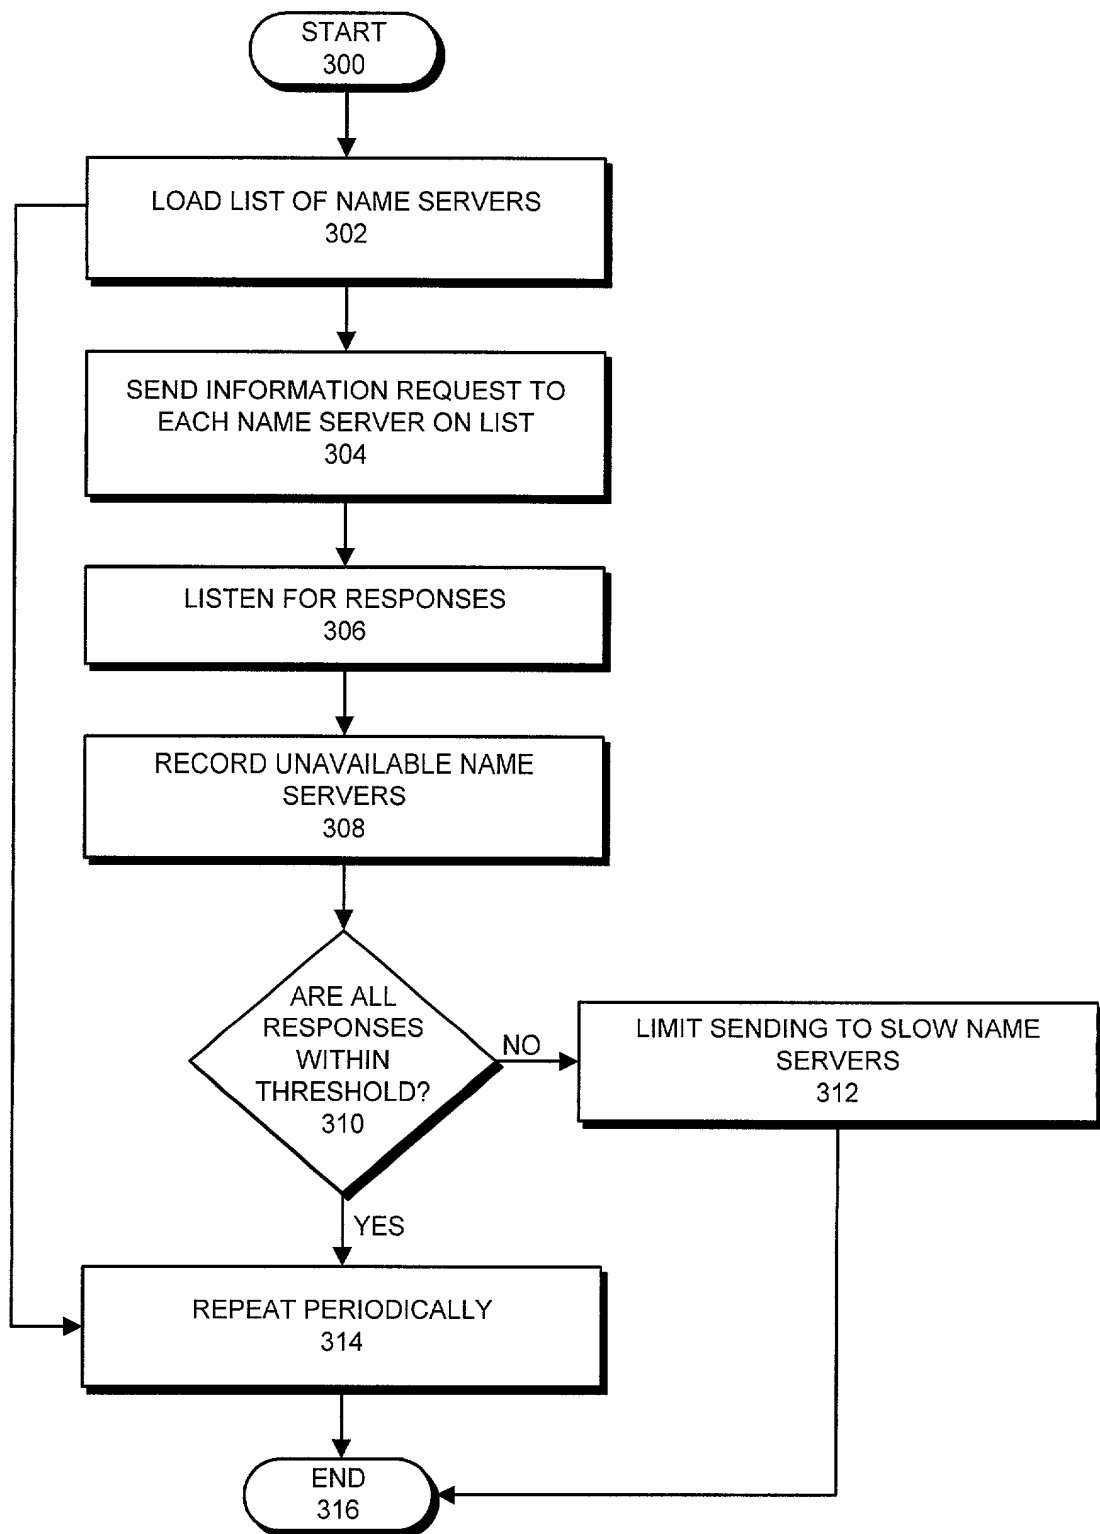 START
300
LOAD LIST OF NAME SERVERS
302
SEND INFORMATION REQUEST TO
EACH NAME SERVER ON LIST
304
LISTEN FOR RESPONSES
306
RECORD UNAVAILABLE NAME
SERVERS
308
ARE ALL
RESPONSES
WITHIN
THRESHOLD?
310
NO
LIMIT SENDING TO SLOW NAME
SERVERS
312
YES
REPEAT PERIODICALLY
314
END
316